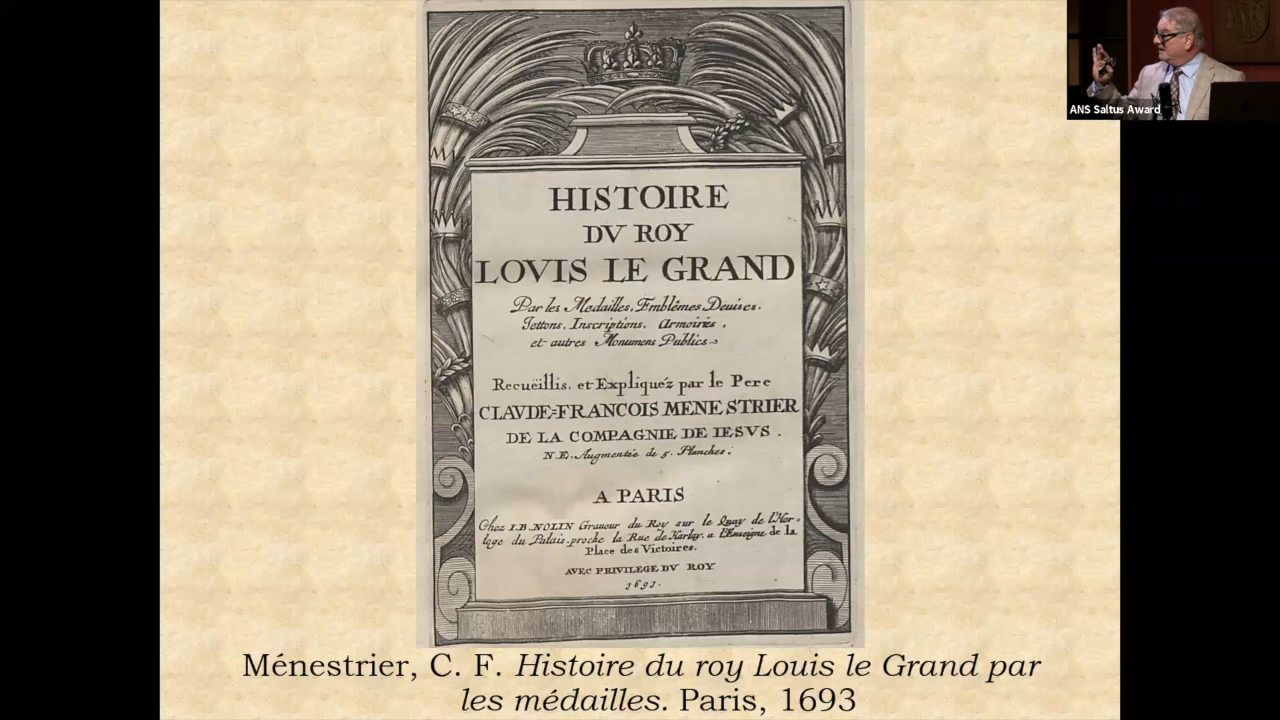 HISTOIRE
DV ROY
LOVIS LE GRAND
Par les Medailles, Emblêmes, Deuises.
Jettons, Inscriptions, Armoiries,
et autres Monumens Publics.
Recüeillis, et Expliquéz par le Pere
CLAVDE=FRANCOIS MENESTRIER
DE LA COMPAGNIE DE IESVS.
N.E. Augmentée de 5. Planches.
A PARIS
Chez I.B. NOLIN Graueur du Roy sur le Quay de l'Hor-
loge du Palais, proche la Rue de Harlay, a l'Enseigne de la
Place des Victoires.
AVEC PRIVILEGE DV ROY
1693.
Ménestrier, C. F. Histoire du roy Louis le Grand par
les médailles. Paris, 1693
ANS Saltus Award